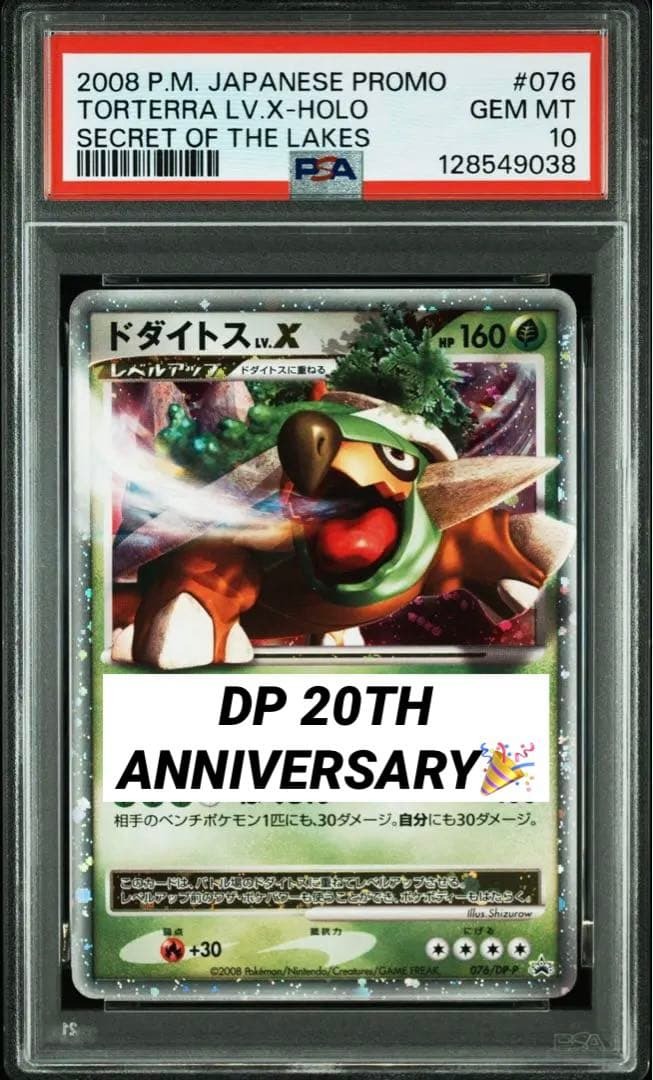 2008 P.M. JAPANESE PROMO #076
TORTERRA LV.X-HOLO GEM MT
SECRET OF THE LAKES 10
PSA 128549038
ドダイトス LV.X HP 160
レベルアップ ドダイトスに重ねる
DP 20TH
ANNIVERSARY🎉
相手のベンチポケモン1匹にも、30ダメージ。自分にも30ダメージ。
このカードは、バトル場のドダイトスに重ねてレベルアップさせる。
レベルアップ前のワザ・ポケパワーも使うことができ、ポケボディーもはたらく。
Illus. Shizurow
弱点 抵抗力 にげる
+30
©2008 Pokémon/Nintendo/Creatures/GAME FREAK. 076/DP-P
PSA